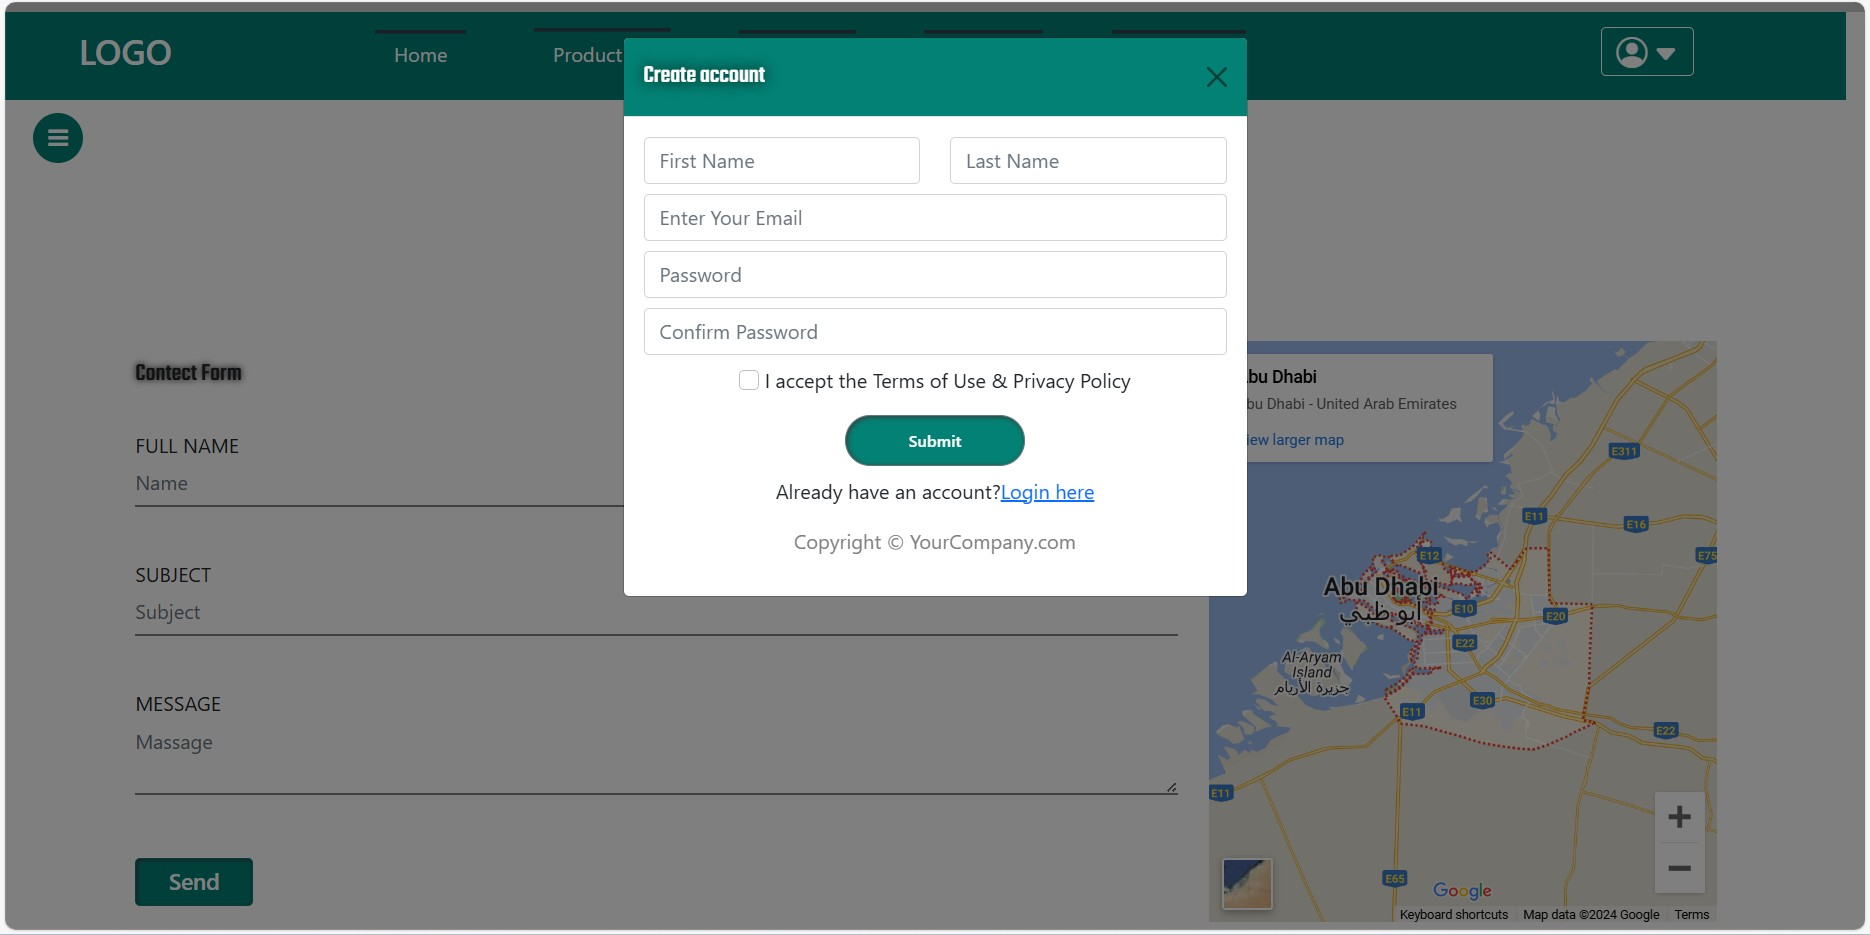 LOGO
Home
Product
Create account
First Name
Last Name
Enter Your Email
Password
Confirm Password
I accept the Terms of Use & Privacy Policy
Submit
Already have an account?Login here
Copyright © YourCompany.com
Contect Form
FULL NAME
Name
SUBJECT
Subject
MESSAGE
Massage
Send
bu Dhabi
bu Dhabi - United Arab Emirates
iew larger map
E311
E11
E16
E75
E12
Abu Dhabi
أبو ظبي
E10
E20
E22
Al-Aryam
Island
جزيرة الأريام
E30
E11
E22
E11
E65
Google
Keyboard shortcuts
Map data ©2024 Google
Terms